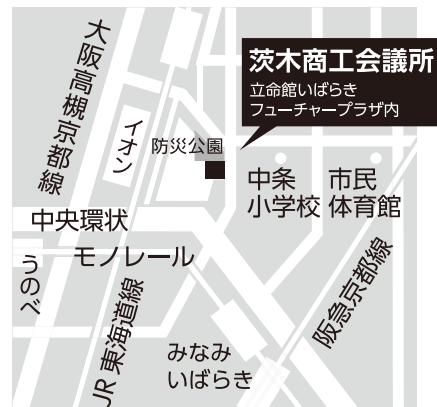 茨木商工会議所
立命館いばらき
フューチャープラザ内
大阪高槻京都線
イオン
防災公園
中条
小学校
市民
体育館
中央環状
モノレール
うのべ
JR 東海道線
阪急京都線
みなみ
いばらき